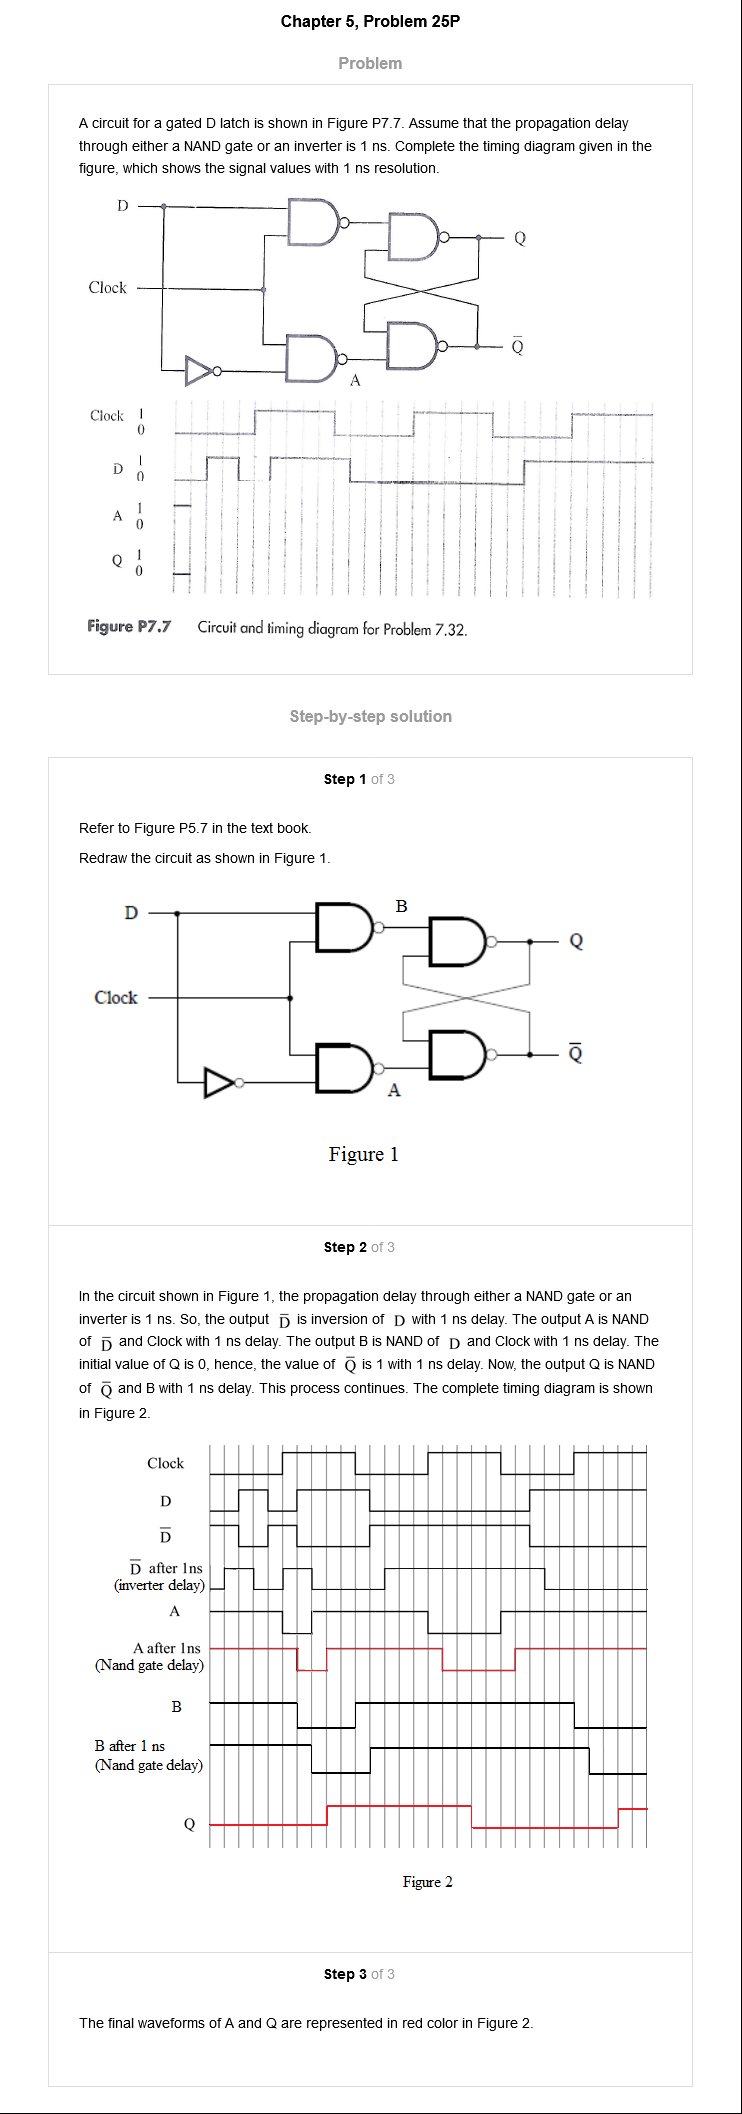 Chapter 5, Problem 25P
Problem
A circuit for a gated D latch is shown in Figure P7.7. Assume that the propagation delay
through either a NAND gate or an inverter is 1 ns. Complete the timing diagram given in the
figure, which shows the signal values with 1 ns resolution.
D
Q
Clock
Q̅
A
Clock 1
0
D 1
0
A 1
0
Q 1
0
Figure P7.7 Circuit and timing diagram for Problem 7.32.
Step-by-step solution
Step 1 of 3
Refer to Figure P5.7 in the text book.
Redraw the circuit as shown in Figure 1.
B
D
Q
Clock
Q̅
A
Figure 1
Step 2 of 3
In the circuit shown in Figure 1, the propagation delay through either a NAND gate or an
inverter is 1 ns. So, the output D̅ is inversion of D with 1 ns delay. The output A is NAND
of D̅ and Clock with 1 ns delay. The output B is NAND of D and Clock with 1 ns delay. The
initial value of Q is 0, hence, the value of Q̅ is 1 with 1 ns delay. Now, the output Q is NAND
of Q̅ and B with 1 ns delay. This process continues. The complete timing diagram is shown
in Figure 2.
Clock
D
D̅
D̅ after 1ns
(inverter delay)
A
A after 1ns
(Nand gate delay)
B
B after 1 ns
(Nand gate delay)
Q
Figure 2
Step 3 of 3
The final waveforms of A and Q are represented in red color in Figure 2.